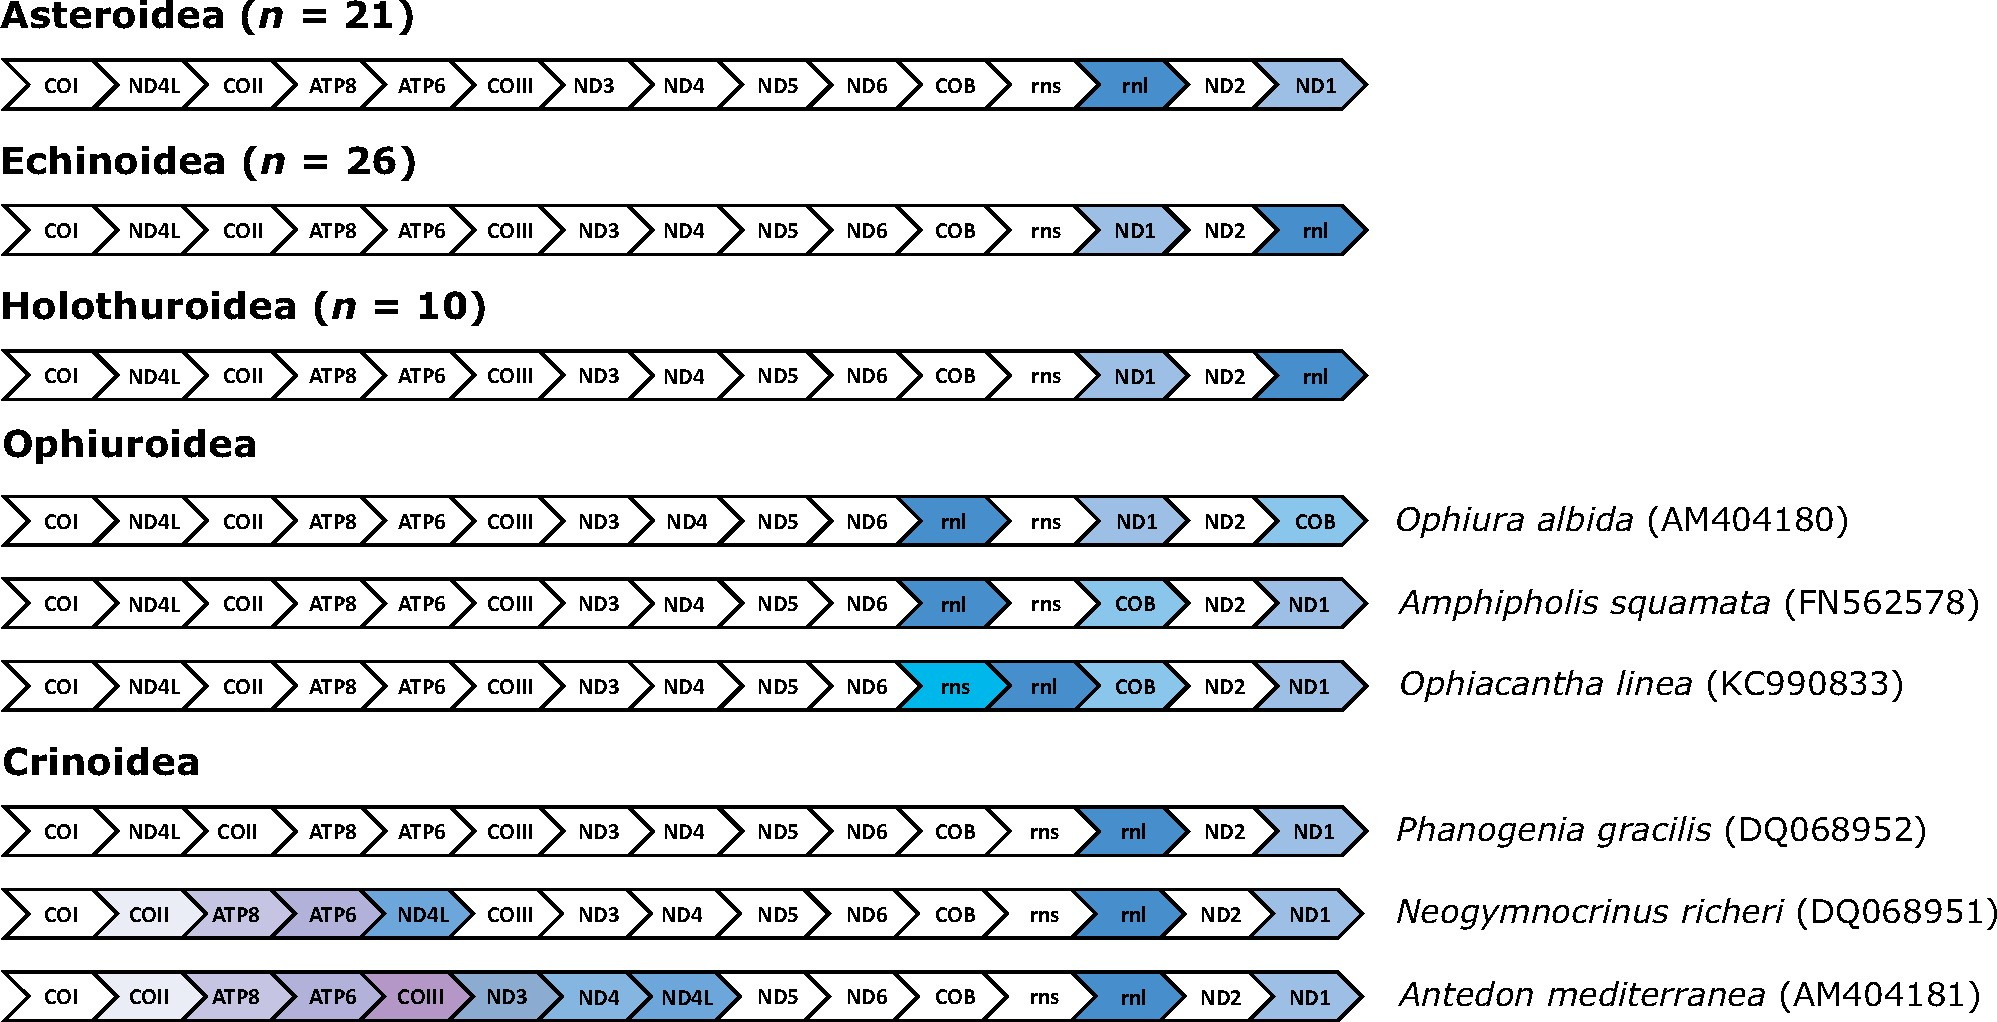 Asteroidea (n = 21)
COI ND4L COII ATP8 ATP6 COIII ND3 ND4 ND5 ND6 COB rns rnl ND2 ND1
Echinoidea (n = 26)
COI ND4L COII ATP8 ATP6 COIII ND3 ND4 ND5 ND6 COB rns ND1 ND2 rnl
Holothuroidea (n = 10)
COI ND4L COII ATP8 ATP6 COIII ND3 ND4 ND5 ND6 COB rns ND1 ND2 rnl
Ophiuroidea
COI ND4L COII ATP8 ATP6 COIII ND3 ND4 ND5 ND6 rnl rns ND1 ND2 COB Ophiura albida (AM404180)
COI ND4L COII ATP8 ATP6 COIII ND3 ND4 ND5 ND6 rnl rns COB ND2 ND1 Amphipholis squamata (FN562578)
COI ND4L COII ATP8 ATP6 COIII ND3 ND4 ND5 ND6 rns rnl COB ND2 ND1 Ophiacantha linea (KC990833)
Crinoidea
COI ND4L COII ATP8 ATP6 COIII ND3 ND4 ND5 ND6 COB rns rnl ND2 ND1 Phanogenia gracilis (DQ068952)
COI COII ATP8 ATP6 ND4L COIII ND3 ND4 ND5 ND6 COB rns rnl ND2 ND1 Neogymnocrinus richeri (DQ068951)
COI COII ATP8 ATP6 COIII ND3 ND4 ND4L ND5 ND6 COB rns rnl ND2 ND1 Antedon mediterranea (AM404181)